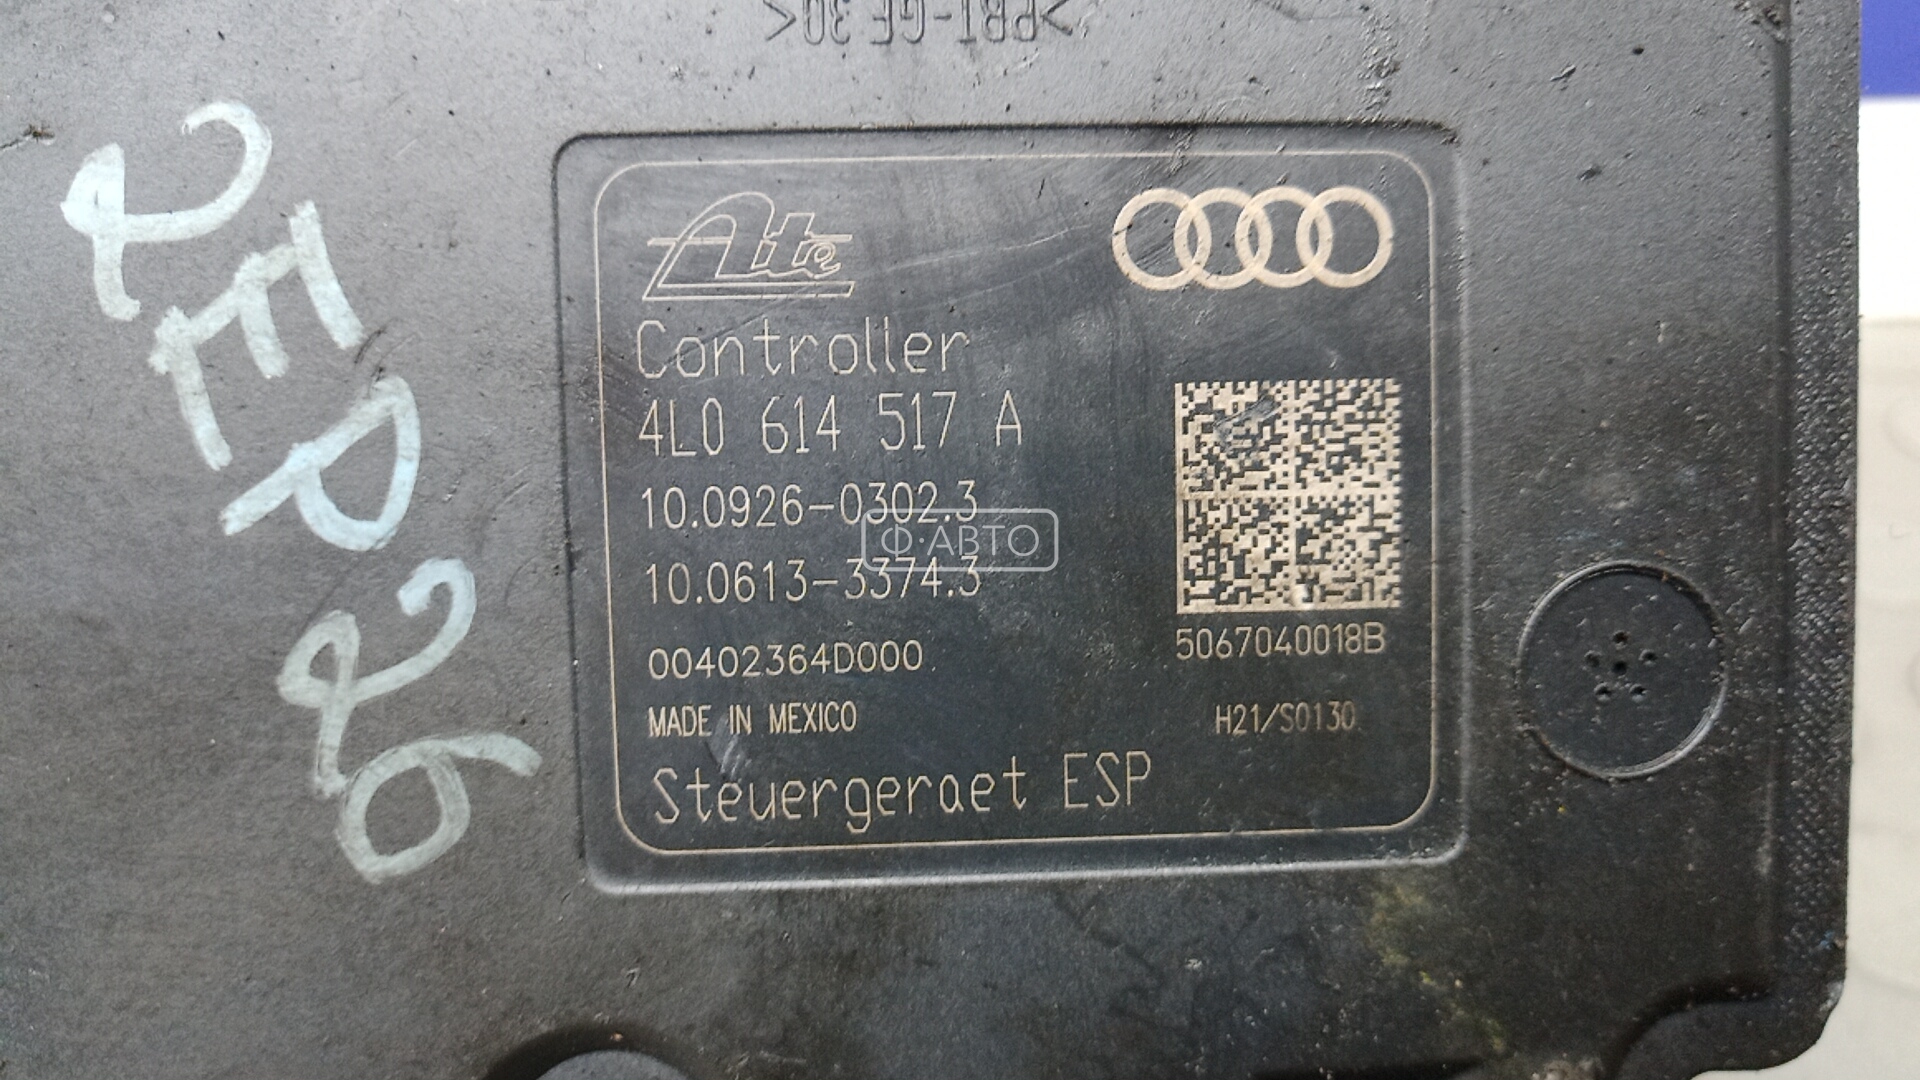 >PBT-GF30<
Ate
Controller
4L0 614 517 A
10.0926-0302.3
10.0613-3374.3
00402364D000
5067040018B
MADE IN MEXICO
H21/S0130
Steuergeraet ESP
Ф·АВТО